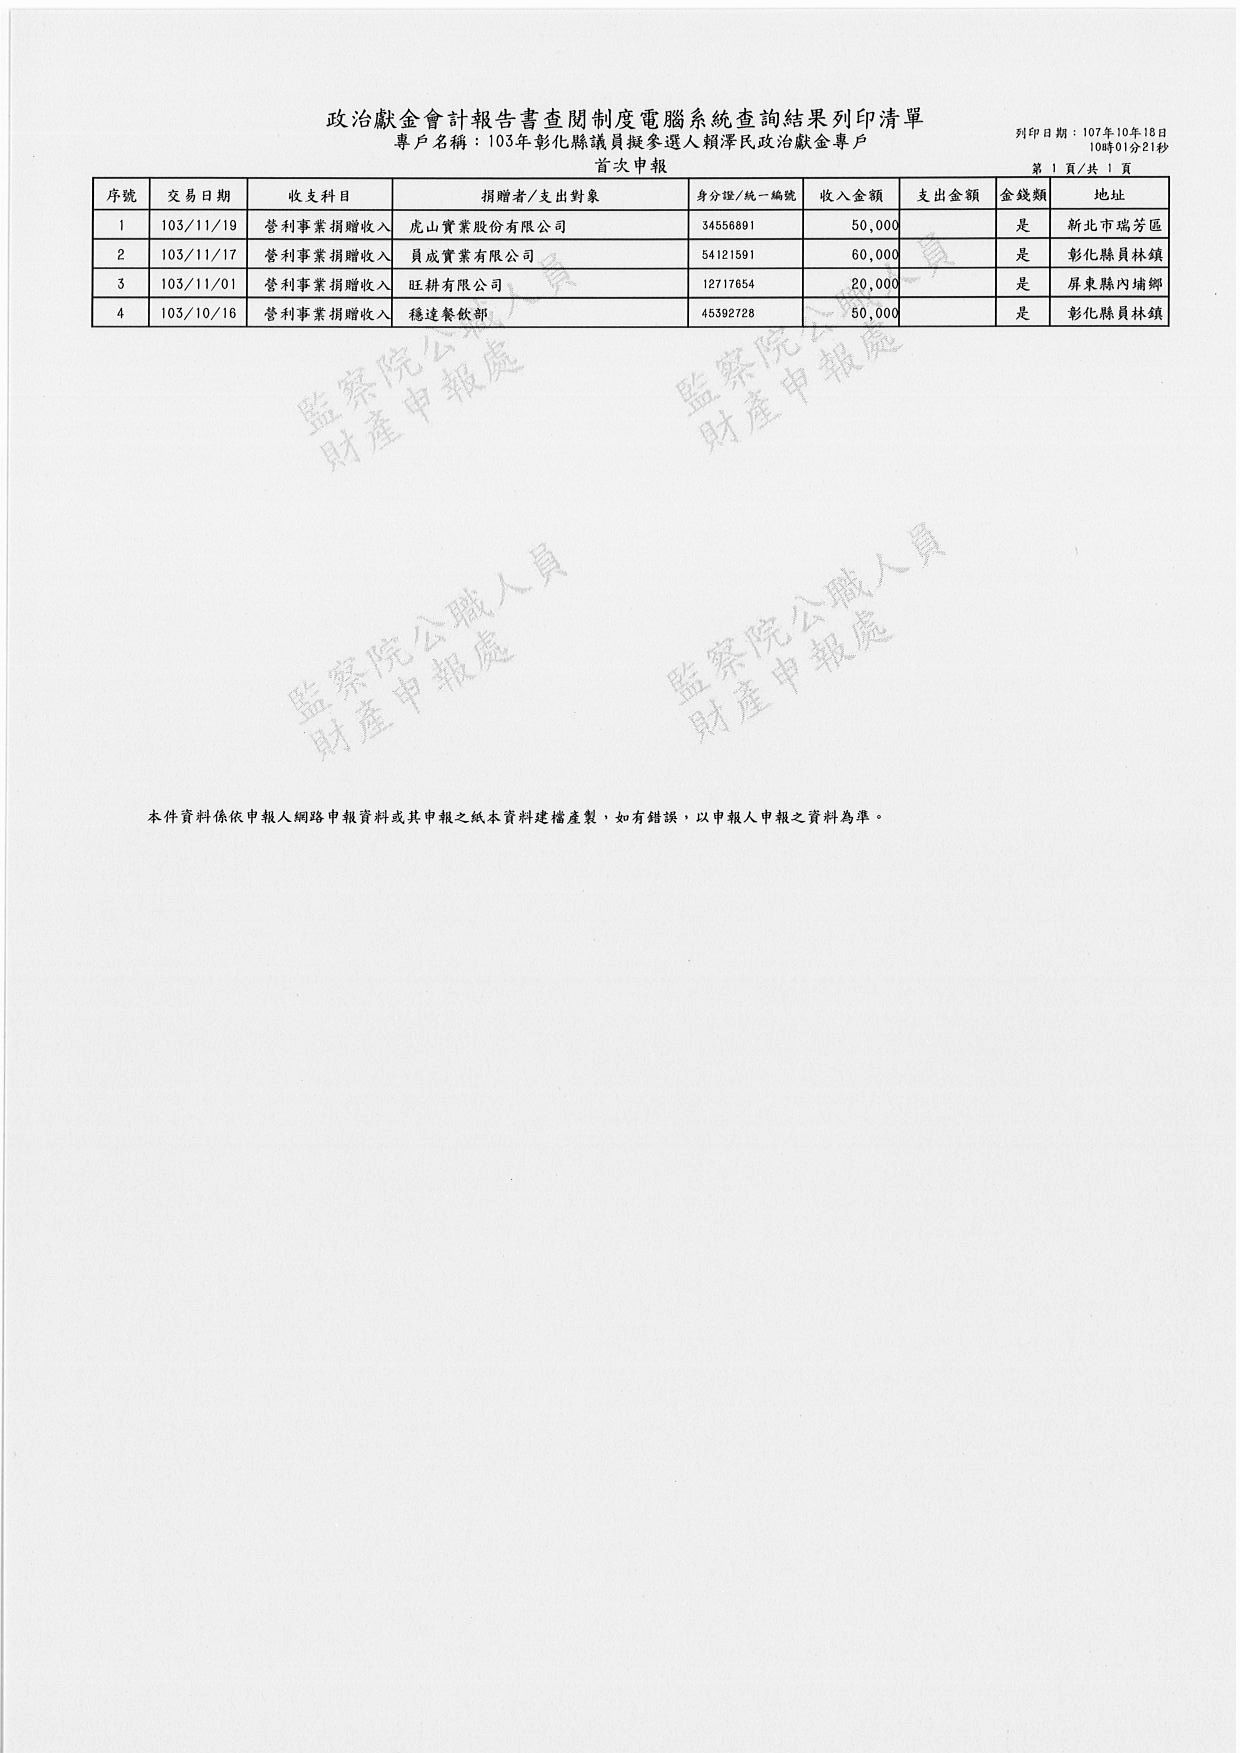 政治獻金會計報告書查閱制度電腦系統查詢結果列印清單
專戶名稱：103年彰化縣議員擬參選人賴澤民政治獻金專戶
首次申報
列印日期：107年10年18日
10時01分21秒
第 1 頁/共 1 頁
序號 交易日期 收支科目 捐贈者/支出對象 身分證/統一編號 收入金額 支出金額 金錢類 地址
1 103/11/19 營利事業捐贈收入 虎山實業股份有限公司 34556891 50,000 是 新北市瑞芳區
2 103/11/17 營利事業捐贈收入 員成實業有限公司 54121591 60,000 是 彰化縣員林鎮
3 103/11/01 營利事業捐贈收入 旺耕有限公司 12717654 20,000 是 屏東縣內埔鄉
4 103/10/16 營利事業捐贈收入 穩達餐飲部 45392728 50,000 是 彰化縣員林鎮
監察院公職人員
財產申報處
監察院公職人員
財產申報處
監察院公職人員
財產申報處
監察院公職人員
財產申報處
本件資料係依申報人網路申報資料或其申報之紙本資料建檔產製，如有錯誤，以申報人申報之資料為準。